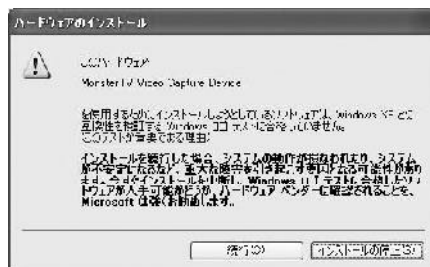 ハードウェアのインストール
Monster TV Video Capture Device
を使用するためにインストールしようとしているソフトウェアは、Windows XP との
互換性を検証する Windows ロゴ テストに合格していません。
このテストが重要である理由
インストールを続行した場合、システムの動作が損なわれたり、システム
が不安定になるなど、重大な障害を引き起こす要因となる可能性があり
ます。今すぐインストールを中断し、Windows ロゴ テストに合格したソフ
トウェアが入手可能かどうか、ハードウェア ベンダーに確認されることを、
Microsoft は強くお勧めします。
続行(C)
インストールの停止(S)